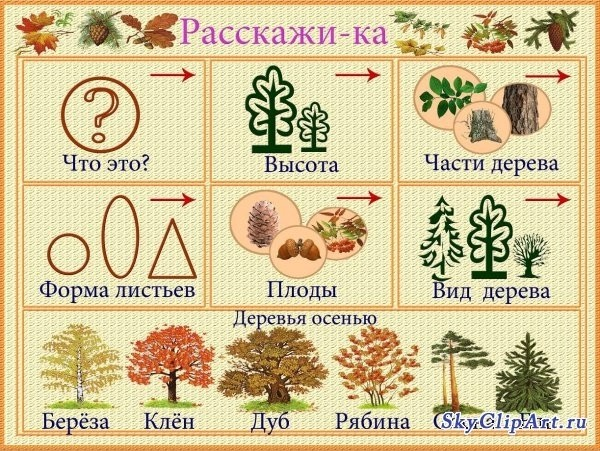 Расскажи-ка
Что это?
Высота
Части дерева
Форма листьев
Плоды
Вид дерева
Деревья осенью
Берёза
Клён
Дуб
Рябина
SkyClipArt.ru